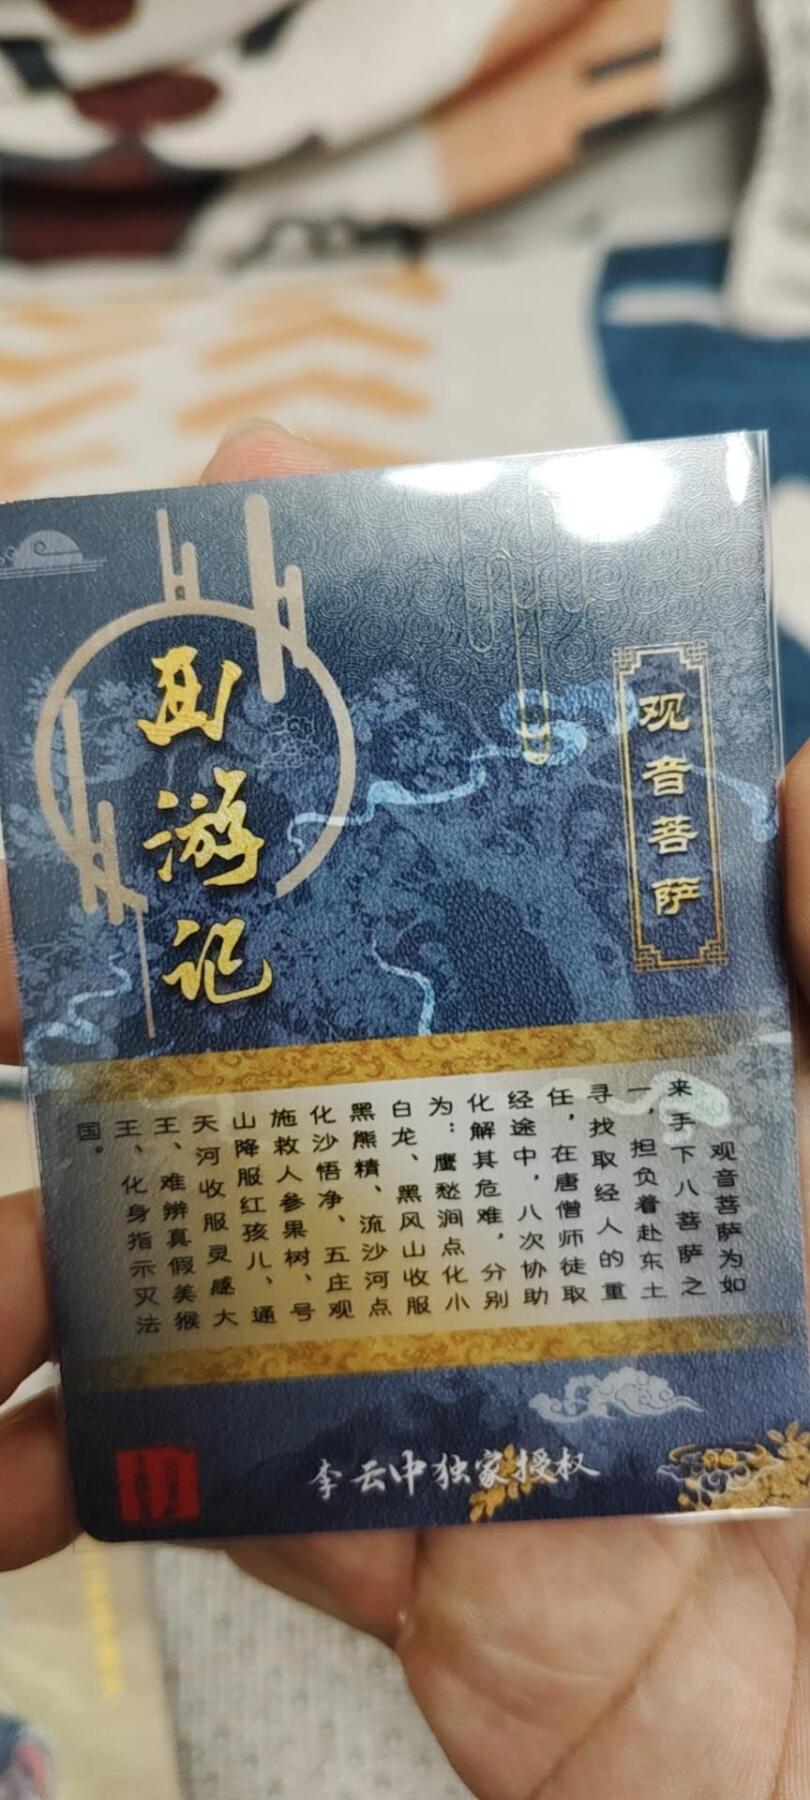 西游记
观音菩萨
观音菩萨为如
来手下八菩萨之
一，担负着赴东土
寻找取经人的重
任，在唐僧师徒取
经途中，八次协助
化解其危难，分别
为：鹰愁涧点化小
白龙、黑风山收服
黑熊精、流沙河点
化沙悟净、五庄观
施救人参果树、号
山降服红孩儿、通
天河收服灵感大
王、难辨真假美猴
王、化身指示灭法
国。
李云中独家授权